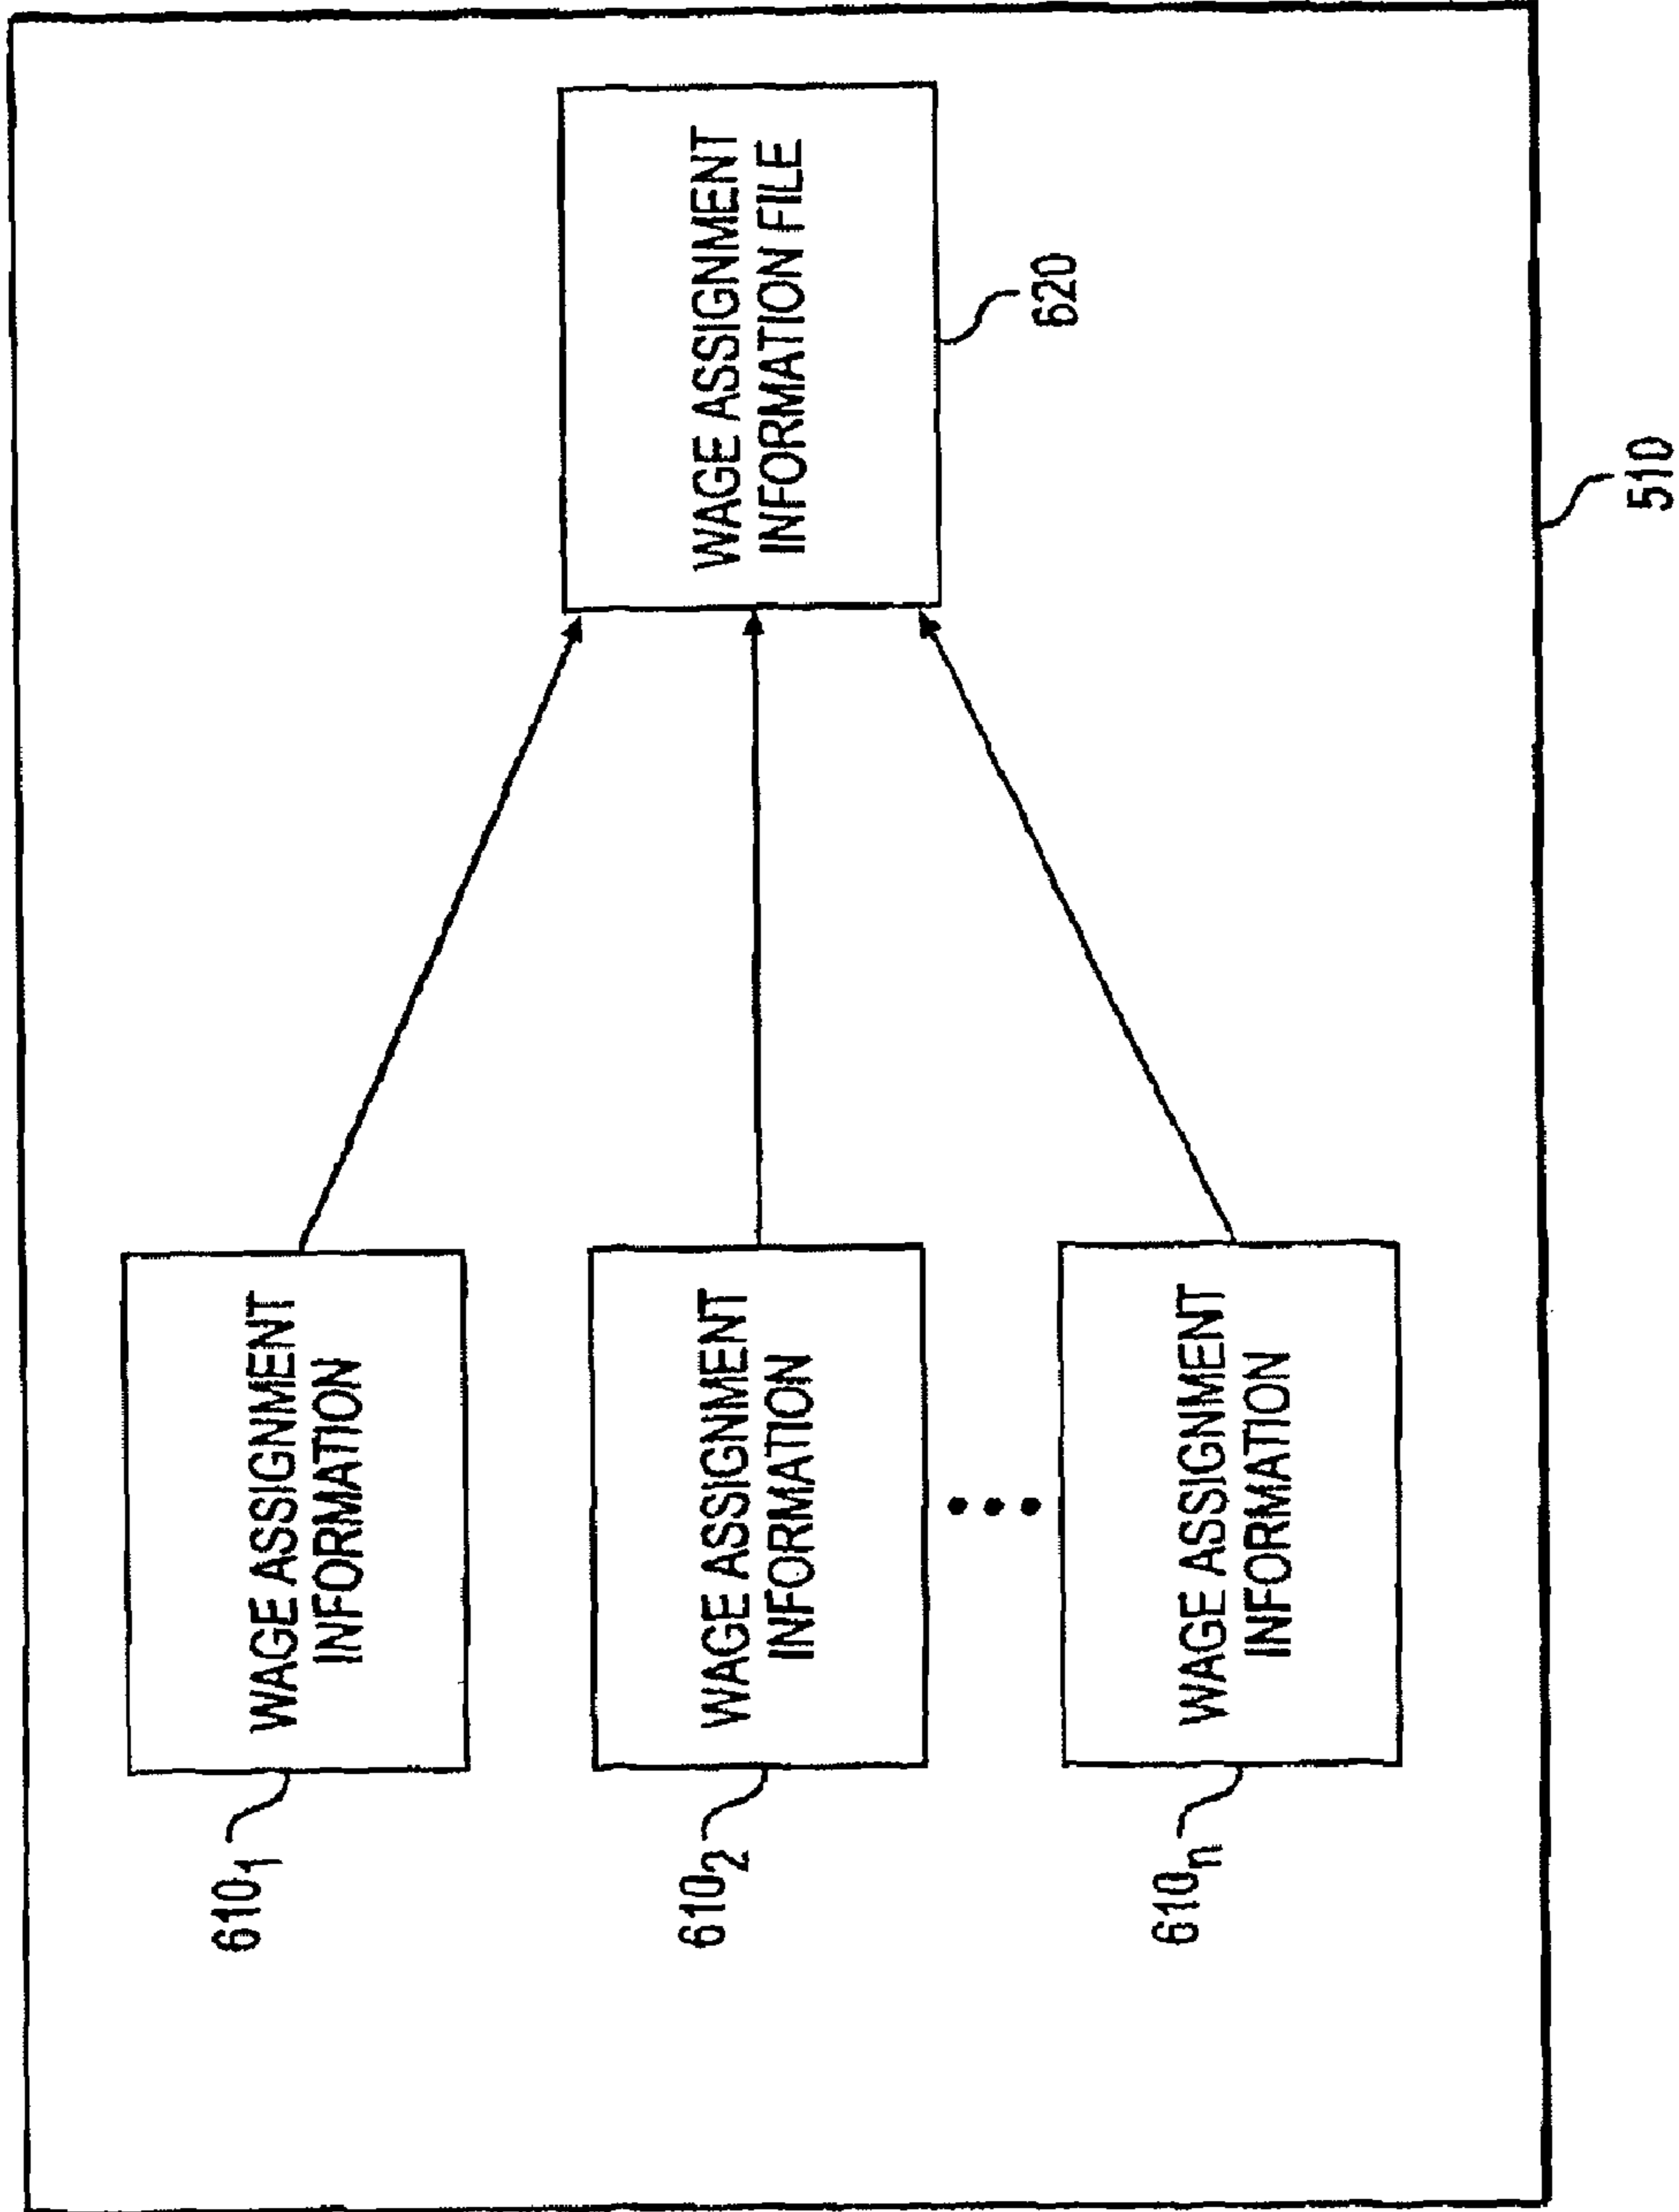 610₁
WAGE ASSIGNMENT
INFORMATION
610₂
WAGE ASSIGNMENT
INFORMATION
610ₙ
WAGE ASSIGNMENT
INFORMATION
WAGE ASSIGNMENT
INFORMATION FILE
620
510